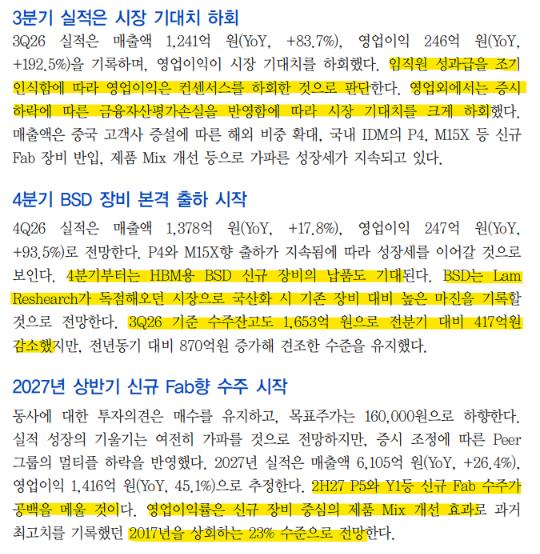 3분기 실적은 시장 기대치 하회
3Q26 실적은 매출액 1,241억 원(YoY, +83.7%), 영업이익 246억 원(YoY,
+192.5%)을 기록하며, 영업이익이 시장 기대치를 하회했다. 임직원 성과급을 조기
인식함에 따라 영업이익은 컨센서스를 하회한 것으로 판단한다. 영업외에서는 증시
하락에 따른 금융자산평가손실을 반영함에 따라 시장 기대치를 크게 하회했다.
매출액은 중국 고객사 증설에 따른 해외 비중 확대, 국내 IDM의 P4, M15X 등 신규
Fab 장비 반입, 제품 Mix 개선 등으로 가파른 성장세가 지속되고 있다.
4분기 BSD 장비 본격 출하 시작
4Q26 실적은 매출액 1,378억 원(YoY, +17.8%), 영업이익 247억 원(YoY,
+93.5%)로 전망한다. P4와 M15X향 출하가 지속됨에 따라 성장세를 이어갈 것으로
보인다. 4분기부터는 HBM용 BSD 신규 장비의 납품도 기대된다. BSD는 Lam
Reshearch가 독점해오던 시장으로 국산화 시 기존 장비 대비 높은 마진을 기록할
것으로 전망한다. 3Q26 기준 수주잔고도 1,653억 원으로 전분기 대비 417억원
감소했지만, 전년동기 대비 870억원 증가해 견조한 수준을 유지했다.
2027년 상반기 신규 Fab향 수주 시작
동사에 대한 투자의견은 매수를 유지하고, 목표주가는 160,000원으로 하향한다.
실적 성장의 기울기는 여전히 가파를 것으로 전망하지만, 증시 조정에 따른 Peer
그룹의 멀티플 하락을 반영했다. 2027년 실적은 매출액 6,105억 원(YoY, +26.4%),
영업이익 1,416억 원(YoY, 45.1%)으로 추정한다. 2H27 P5와 Y1등 신규 Fab 수주가
공백을 메울 것이다. 영업이익률은 신규 장비 중심의 제품 Mix 개선 효과로 과거
최고치를 기록했던 2017년을 상회하는 23% 수준으로 전망한다.